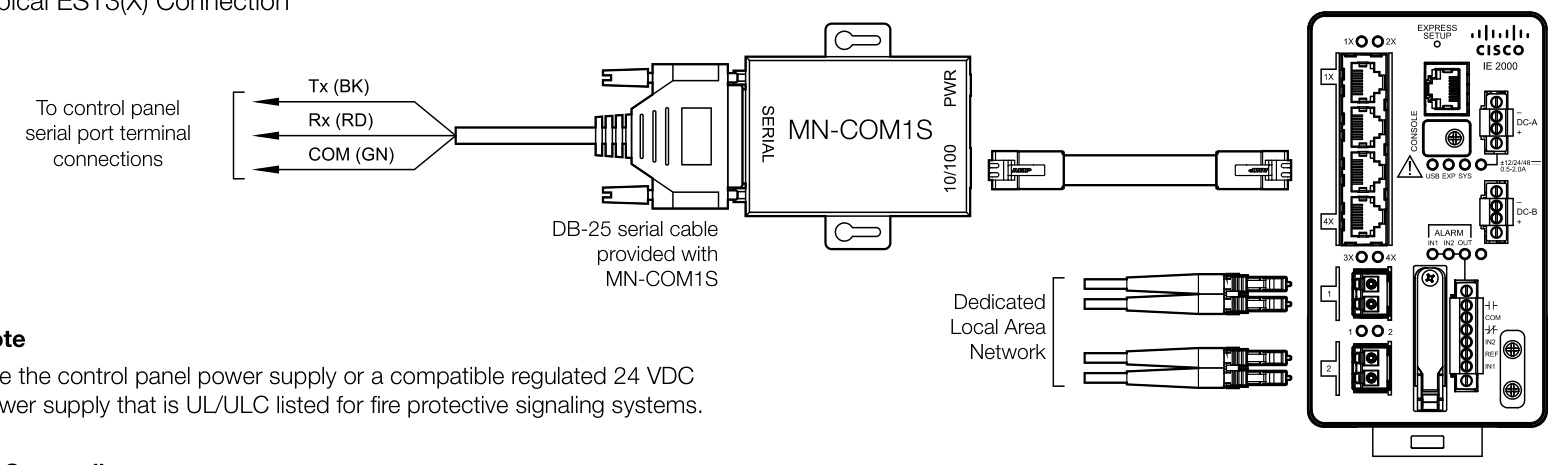 pical EST3(X) Connection
To control panel
serial port terminal
connections
Tx (BK)
Rx (RD)
COM (GN)
DB-25 serial cable
provided with
MN-COM1S
SERIAL
MN-COM1S
PWR
10/100
Dedicated
Local Area
Network
EXPRESS
SETUP
CISCO
IE 2000
1X 2X
1X
4X
3X 4X
1
1 2
2
CONSOLE
USB EXP SYS
–
DC-A
+
±12/24/48
0.5-2.0A
–
DC-B
+
ALARM
IN1 IN2 OUT
COM
IN2
REF
IN1
ote
e the control panel power supply or a compatible regulated 24 VDC
wer supply that is UL/ULC listed for fire protective signaling systems.